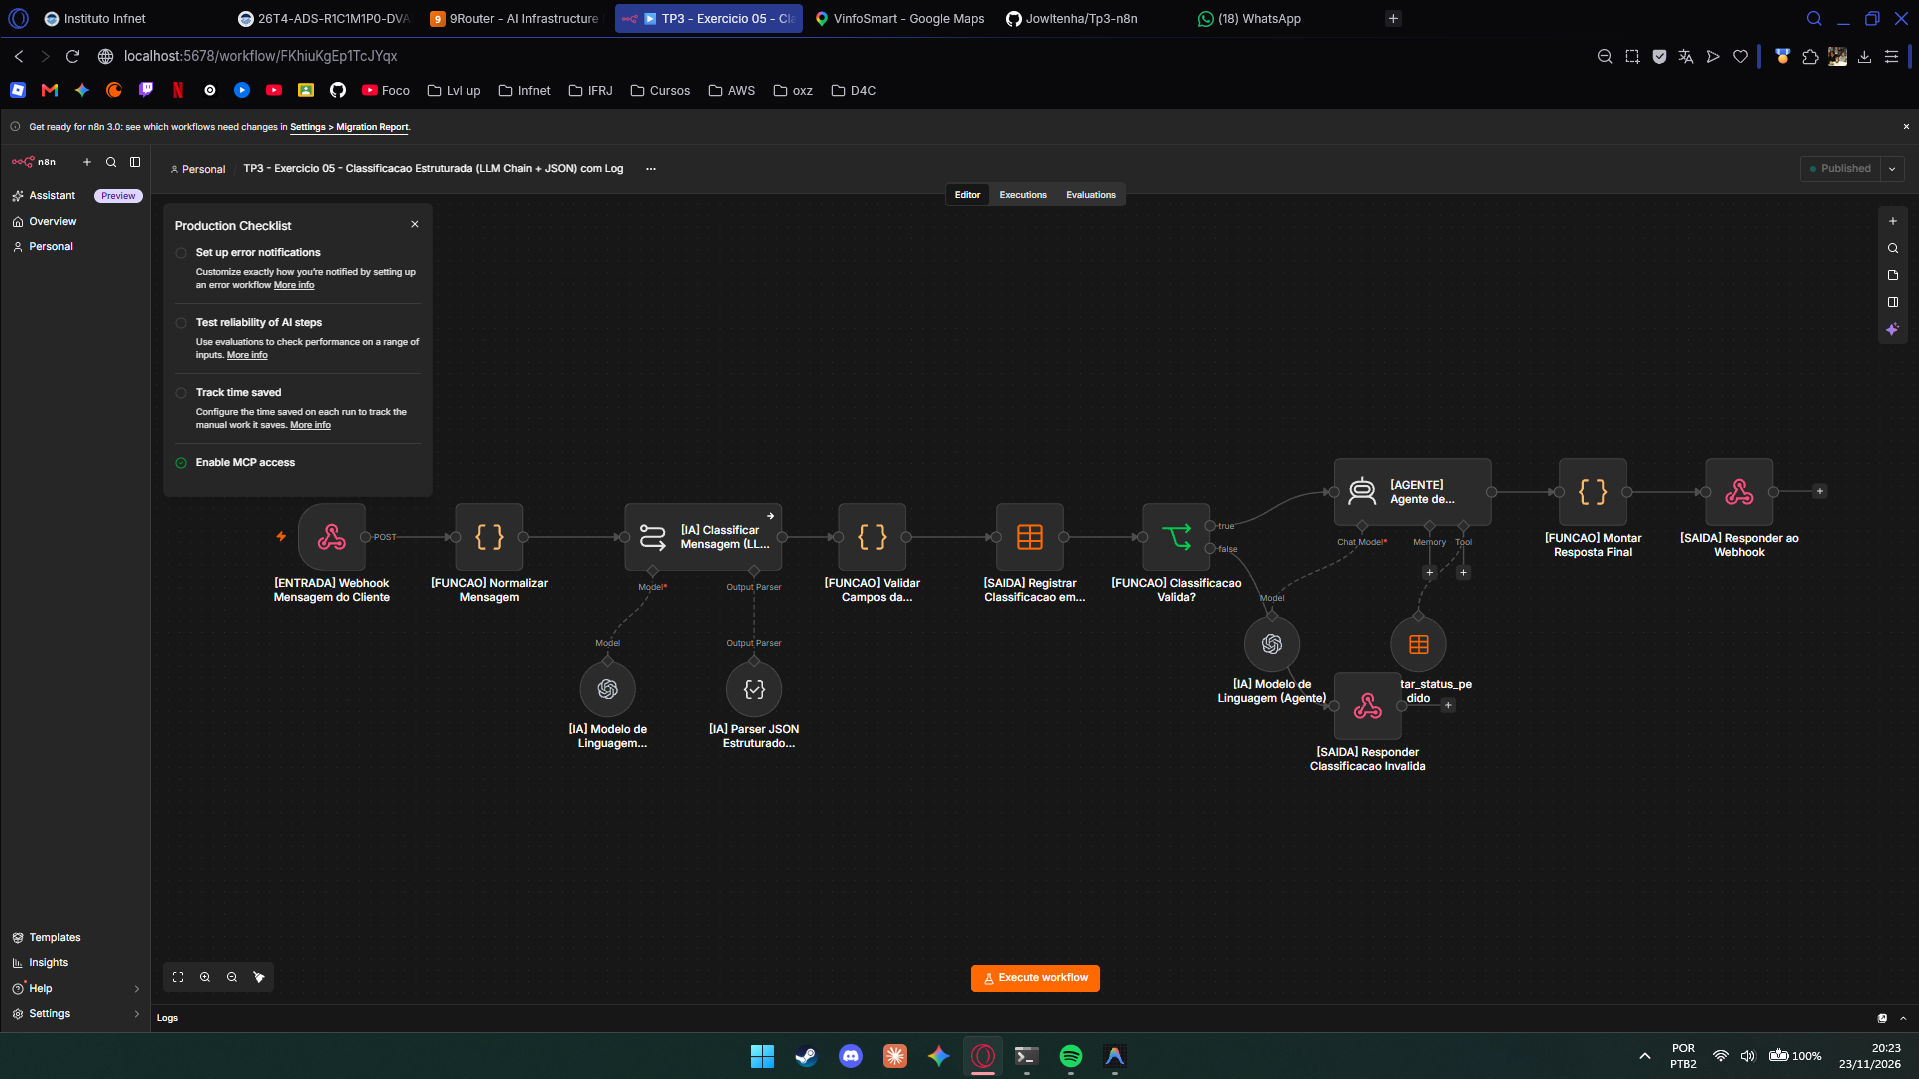 Instituto Infnet
26T4-ADS-R1C1M1P0-DVA
9Router - AI Infrastructure
TP3 - Exercicio 05 - Cla
VinfoSmart - Google Maps
Jowltenha/Tp3-n8n
(18) WhatsApp
localhost:5678/workflow/FKhiuKgEp1TcJYqx
Foco
Lvl up
Infnet
IFRJ
Cursos
AWS
oxz
D4C
Get ready for n8n 3.0: see which workflows need changes in Settings > Migration Report.
n8n
Personal / TP3 - Exercicio 05 - Classificacao Estruturada (LLM Chain + JSON) com Log ...
Published
Assistant
Preview
Overview
Personal
Editor
Executions
Evaluations
Production Checklist
Set up error notifications
Customize exactly how you're notified by setting up
an error workflow More info
Test reliability of AI steps
Use evaluations to check performance on a range of
inputs. More info
Track time saved
Configure the time saved on each run to track the
manual work it saves. More info
Enable MCP access
POST
[ENTRADA] Webhook
Mensagem do Cliente
[FUNCAO] Normalizar
Mensagem
[IA] Classificar
Mensagem (LL...
Model*
Output Parser
Model
Output Parser
[IA] Modelo de
Linguagem...
[IA] Parser JSON
Estruturado...
[FUNCAO] Validar
Campos da...
[SAIDA] Registrar
Classificacao em...
[FUNCAO] Classificacao
Valida?
true
false
[AGENTE]
Agente de...
Chat Model*
Memory
Tool
Model
[IA] Modelo de
Linguagem (Agente)
tar_status_pe
dido
[SAIDA] Responder
Classificacao Invalida
[FUNCAO] Montar
Resposta Final
[SAIDA] Responder ao
Webhook
Templates
Insights
Help
Settings
Execute workflow
Logs
POR
PTB2
100%
20:23
23/11/2026